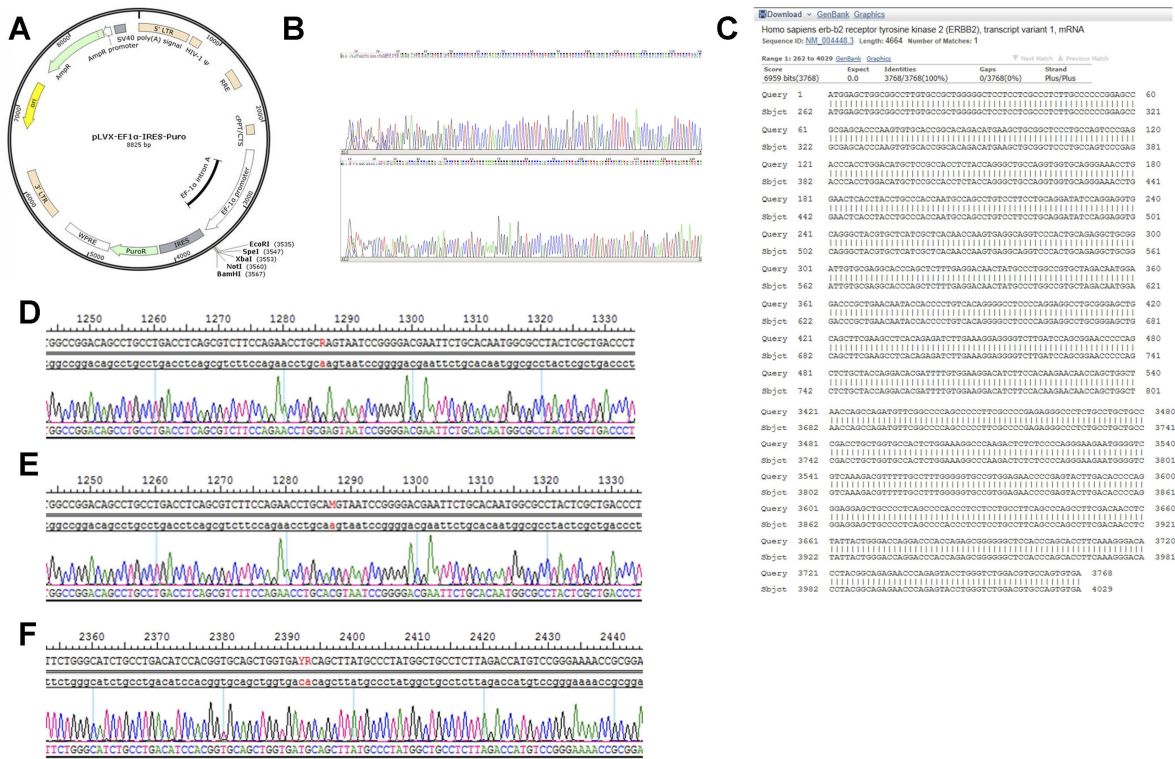 A
B
C
5' LTR
HIV-1 Ψ
RRE
cPPT/CTS
EF-1α promoter
EF-1α intron A
IRES
PuroR
WPRE
3' LTR
ori
AmpR
AmpR promoter
SV40 poly(A) signal
2000
3000
4000
5000
7000
8000
pLVX-EF1α-IRES-Puro
8825 bp
EcoRI (3535)
SpeI (3547)
XbaI (3553)
NotI (3560)
BamHI (3567)
Download GenBank Graphics
Homo sapiens erb-b2 receptor tyrosine kinase 2 (ERBB2), transcript variant 1, mRNA
Sequence ID: NM_004448.3 Length: 4664 Number of Matches: 1
Range 1: 262 to 4029 GenBank Graphics Next Match Previous Match
Score Expect Identities Gaps Strand
6959 bits(3768) 0.0 3768/3768(100%) 0/3768(0%) Plus/Plus
Query 1 ATGGAGCTGGCGGCCTTGTGCCGCTGGGGGCTCCTCCTCGCCCTCTTGCCCCCCGGAGCC 60
Sbjct 262 ATGGAGCTGGCGGCCTTGTGCCGCTGGGGGCTCCTCCTCGCCCTCTTGCCCCCCGGAGCC 321
Query 61 GCGAGCACCCAAGTGTGCACCGGCACAGACATGAAGCTGCGGCTCCCTGCCAGTCCCGAG 120
Sbjct 322 GCGAGCACCCAAGTGTGCACCGGCACAGACATGAAGCTGCGGCTCCCTGCCAGTCCCGAG 381
Query 121 ACCCACCTGGACATGCTCCGCCACCTCTACCAGGGCTGCCAGGTGGTGCAGGGAAACCTG 180
Sbjct 382 ACCCACCTGGACATGCTCCGCCACCTCTACCAGGGCTGCCAGGTGGTGCAGGGAAACCTG 441
Query 181 GAACTCACCTACCTGCCCACCAATGCCAGCCTGTCCTTCCTGCAGGATATCCAGGAGGTG 240
Sbjct 442 GAACTCACCTACCTGCCCACCAATGCCAGCCTGTCCTTCCTGCAGGATATCCAGGAGGTG 501
Query 241 CAGGGCTACGTGCTCATCGCTCACAACCAAGTGAGGCAGGTCCCACTGCAGAGGCTGCGG 300
Sbjct 502 CAGGGCTACGTGCTCATCGCTCACAACCAAGTGAGGCAGGTCCCACTGCAGAGGCTGCGG 561
Query 301 ATTGTGCGAGGCACCCAGCTCTTTGAGGACAACTATGCCCTGGCCGTGCTAGACAATGGA 360
Sbjct 562 ATTGTGCGAGGCACCCAGCTCTTTGAGGACAACTATGCCCTGGCCGTGCTAGACAATGGA 621
Query 361 GACCCGCTGAACAATACCACCCCTGTCACAGGGGCCTCCCCAGGAGGCCTGCGGGAGCTG 420
Sbjct 622 GACCCGCTGAACAATACCACCCCTGTCACAGGGGCCTCCCCAGGAGGCCTGCGGGAGCTG 681
Query 421 CAGCTTCGAAGCCTCACAGAGATCTTGAAAGGAGGGGTCTTGATCCAGCGGAACCCCCAG 480
Sbjct 682 CAGCTTCGAAGCCTCACAGAGATCTTGAAAGGAGGGGTCTTGATCCAGCGGAACCCCCAG 741
Query 481 CTCTGCTACCAGGACACGATTTTGTGGAAGGACATCTTCCACAAGAACAACCAGCTGGCT 540
Sbjct 742 CTCTGCTACCAGGACACGATTTTGTGGAAGGACATCTTCCACAAGAACAACCAGCTGGCT 801
Query 3421 AACCAGCCAGATGTTCGGCCCCAGCCCCCTTCGCCCCGAGAGGGCCCTCTGCCTGCTGCC 3480
Sbjct 3682 AACCAGCCAGATGTTCGGCCCCAGCCCCCTTCGCCCCGAGAGGGCCCTCTGCCTGCTGCC 3741
Query 3481 CGACCTGCTGGTGCCACTCTGGAAAGGCCCAAGACTCTCTCCCCAGGGAAGAATGGGGTC 3540
Sbjct 3742 CGACCTGCTGGTGCCACTCTGGAAAGGCCCAAGACTCTCTCCCCAGGGAAGAATGGGGTC 3801
Query 3541 GTCAAAGACGTTTTTGCCTTTGGGGGTGCCGTGGAGAACCCCGAGTACTTGACACCCCAG 3600
Sbjct 3802 GTCAAAGACGTTTTTGCCTTTGGGGGTGCCGTGGAGAACCCCGAGTACTTGACACCCCAG 3861
Query 3601 GGAGGAGCTGCCCCTCAGCCCCACCCTCCTCCTGCCTTCAGCCCAGCCTTCGACAACCTC 3660
Sbjct 3862 GGAGGAGCTGCCCCTCAGCCCCACCCTCCTCCTGCCTTCAGCCCAGCCTTCGACAACCTC 3921
Query 3661 TATTACTGGGACCAGGACCCACCAGAGCGGGGGGCTCCACCCAGCACCTTCAAAGGGACA 3720
Sbjct 3922 TATTACTGGGACCAGGACCCACCAGAGCGGGGGGCTCCACCCAGCACCTTCAAAGGGACA 3981
Query 3721 CCTACGGCAGAGAACCCAGAGTACCTGGGTCTGGACGTGCCAGTGTGA 3768
Sbjct 3982 CCTACGGCAGAGAACCCAGAGTACCTGGGTCTGGACGTGCCAGTGTGA 4029
D
1250 1260 1270 1280 1290 1300 1310 1320 1330
GGCCGGACAGCCTGCCTGACCTCAGCGTCTTCCAGAACCTGCRAGTAATCCGGGGACGAATTCTGCACAATGGCGCCTACTCGCTGACCCT
ggccggacagcctgcctgacctcagcgtcttccagaacctgcaagtaatccggggacgaattctgcacaatggcgcctactcgctgaccct
GGCCGGACAGCCTGCCTGACCTCAGCGTCTTCCAGAACCTGCGAGTAATCCGGGGACGAATTCTGCACAATGGCGCCTACTCGCTGACCCT
E
1250 1260 1270 1280 1290 1300 1310 1320 1330
GGCCGGACAGCCTGCCTGACCTCAGCGTCTTCCAGAACCTGCAMGTAATCCGGGGACGAATTCTGCACAATGGCGCCTACTCGCTGACCCT
ggccggacagcctgcctgacctcagcgtcttccagaacctgcaagtaatccggggacgaattctgcacaatggcgcctactcgctgaccct
GGCCGGACAGCCTGCCTGACCTCAGCGTCTTCCAGAACCTGCACGTAATCCGGGGACGAATTCTGCACAATGGCGCCTACTCGCTGACCCT
F
2360 2370 2380 2390 2400 2410 2420 2430 2440
TTCTGGGCATCTGCCTGACATCCACGGTGCAGCTGGTGAYRCAGCTTATGCCCTATGGCTGCCTCTTAGACCATGTCCGGGAAAACCGCGGA
ttctgggcatctgcctgacatccacggtgcagctggtgacacagcttatgccctatggctgcctcttagaccatgtccgggaaaaccgcgga
TTCTGGGCATCTGCCTGACATCCACGGTGCAGCTGGTGATGCAGCTTATGCCCTATGGCTGCCTCTTAGACCATGTCCGGGAAAACCGCGGA